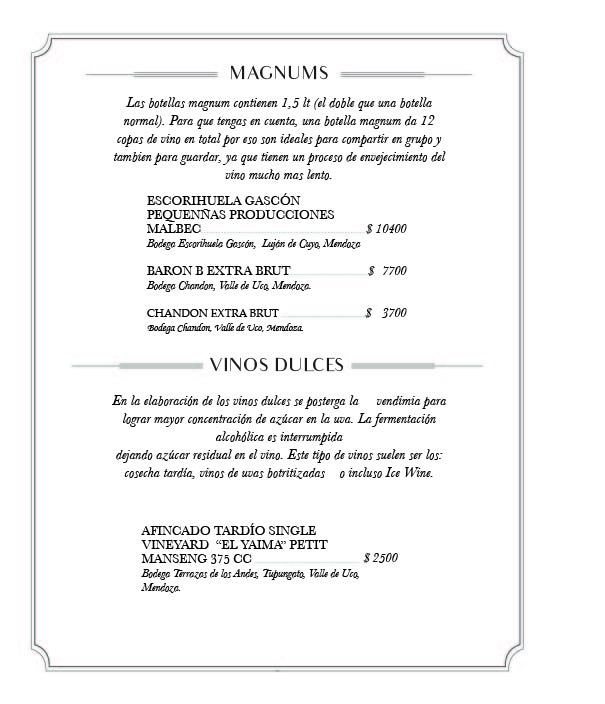 MAGNUMS
Las botellas magnum contienen 1,5 lt (el doble que una botella
normal). Para que tengas en cuenta, una botella magnum da 12
copas de vino en total por eso son ideales para compartir en grupo y
tambien para guardar, ya que tienen un proceso de envejecimiento del
vino mucho mas lento.
ESCORIHUELA GASCÓN
PEQUENÑAS PRODUCCIONES
MALBEC $ 10400
Bodega Escorihuela Gascón, Luján de Cuyo, Mendoza
BARON B EXTRA BRUT $ 7700
Bodega Chandon, Valle de Uco, Mendoza.
CHANDON EXTRA BRUT $ 3700
Bodega Chandon, Valle de Uco, Mendoza.
VINOS DULCES
En la elaboración de los vinos dulces se posterga la vendimia para
lograr mayor concentración de azúcar en la uva. La fermentación
alcohólica es interrumpida
dejando azúcar residual en el vino. Este tipo de vinos suelen ser los:
cosecha tardía, vinos de uvas botritizadas o incluso Ice Wine.
AFINCADO TARDÍO SINGLE
VINEYARD “EL YAIMA” PETIT
MANSENG 375 CC $ 2500
Bodega Terrazas de los Andes, Tupungato, Valle de Uco,
Mendoza.